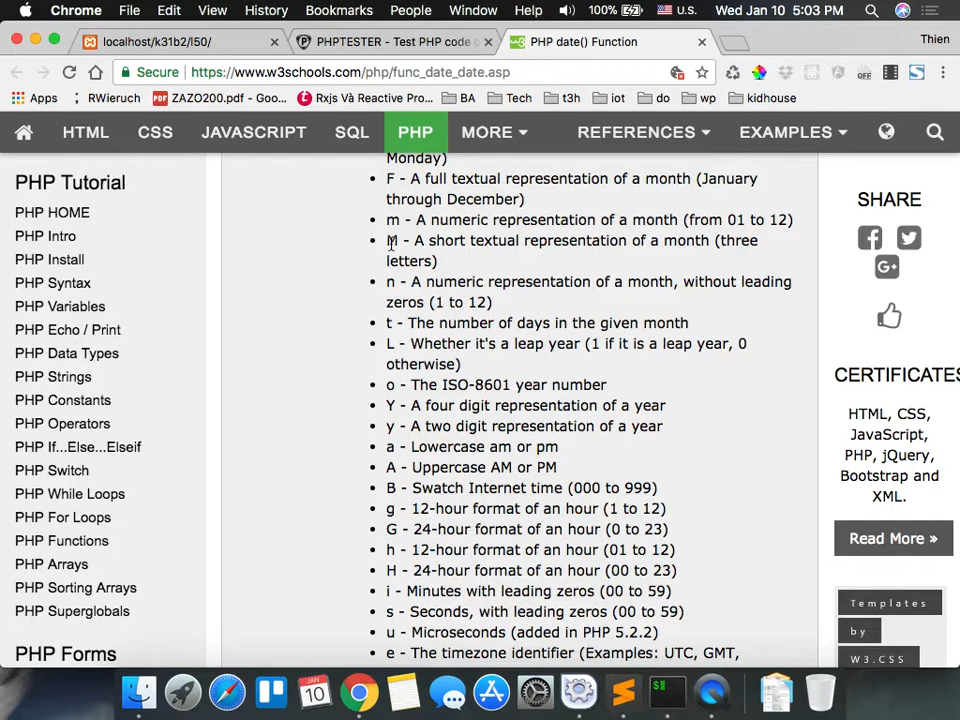 Chrome File Edit View History Bookmarks People Window Help 100% U.S. Wed Jan 10 5:03 PM
localhost/k31b2/l50/ PHPTESTER - Test PHP code o PHP date() Function Thien
Secure https://www.w3schools.com/php/func_date_date.asp
Apps RWieruch ZAZO200.pdf - Goo... Rxjs Và Reactive Pro... BA Tech t3h iot do wp kidhouse
HTML CSS JAVASCRIPT SQL PHP MORE REFERENCES EXAMPLES
PHP Tutorial
PHP HOME
PHP Intro
PHP Install
PHP Syntax
PHP Variables
PHP Echo / Print
PHP Data Types
PHP Strings
PHP Constants
PHP Operators
PHP If...Else...Elseif
PHP Switch
PHP While Loops
PHP For Loops
PHP Functions
PHP Arrays
PHP Sorting Arrays
PHP Superglobals
PHP Forms
Monday)
• F - A full textual representation of a month (January
through December)
• m - A numeric representation of a month (from 01 to 12)
• M - A short textual representation of a month (three
letters)
• n - A numeric representation of a month, without leading
zeros (1 to 12)
• t - The number of days in the given month
• L - Whether it's a leap year (1 if it is a leap year, 0
otherwise)
• o - The ISO-8601 year number
• Y - A four digit representation of a year
• y - A two digit representation of a year
• a - Lowercase am or pm
• A - Uppercase AM or PM
• B - Swatch Internet time (000 to 999)
• g - 12-hour format of an hour (1 to 12)
• G - 24-hour format of an hour (0 to 23)
• h - 12-hour format of an hour (01 to 12)
• H - 24-hour format of an hour (00 to 23)
• i - Minutes with leading zeros (00 to 59)
• s - Seconds, with leading zeros (00 to 59)
• u - Microseconds (added in PHP 5.2.2)
• e - The timezone identifier (Examples: UTC, GMT,
SHARE
CERTIFICATES
HTML, CSS,
JavaScript,
PHP, jQuery,
Bootstrap and
XML.
Read More »
Templates
by
W3.CSS
JAN
10